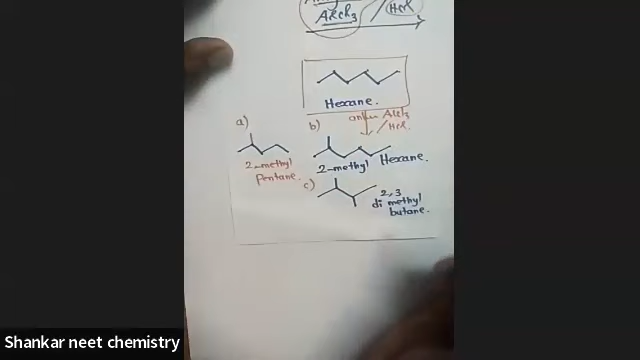 AlCl3 / HCl
Hexane.
anhy AlCl3
/HCl
a)
b)
2-methyl
Pentane.
2-methyl Hexane.
c)
2,3
di methyl
butane.
Shankar neet chemistry